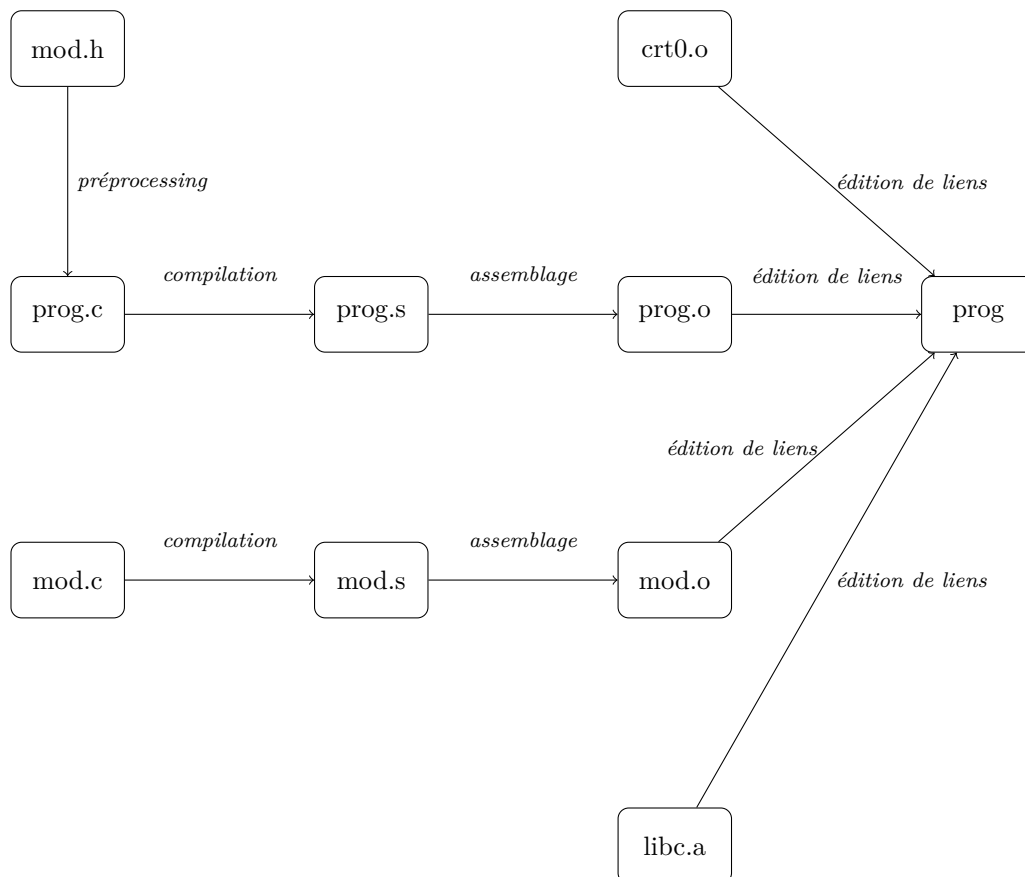 mod.h
crt0.o
préprocessing
édition de liens
compilation
assemblage
édition de liens
prog.c
prog.s
prog.o
prog
édition de liens
compilation
assemblage
mod.c
mod.s
mod.o
édition de liens
libc.a